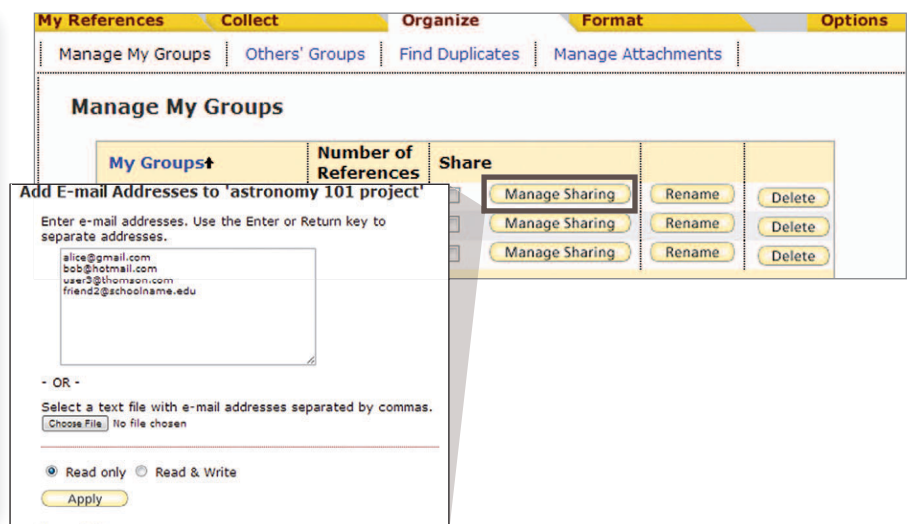 My References Collect Organize Format Options
Manage My Groups Others' Groups Find Duplicates Manage Attachments
Manage My Groups
My Groups Number of References Share
Manage Sharing Rename Delete
Manage Sharing Rename Delete
Manage Sharing Rename Delete
Add E-mail Addresses to 'astronomy 101 project'
Enter e-mail addresses. Use the Enter or Return key to
separate addresses.
alice@gmail.com
bob@hotmail.com
user3@thomson.com
friend2@schoolname.edu
- OR -
Select a text file with e-mail addresses separated by commas.
Choose File No file chosen
Read only Read & Write
Apply